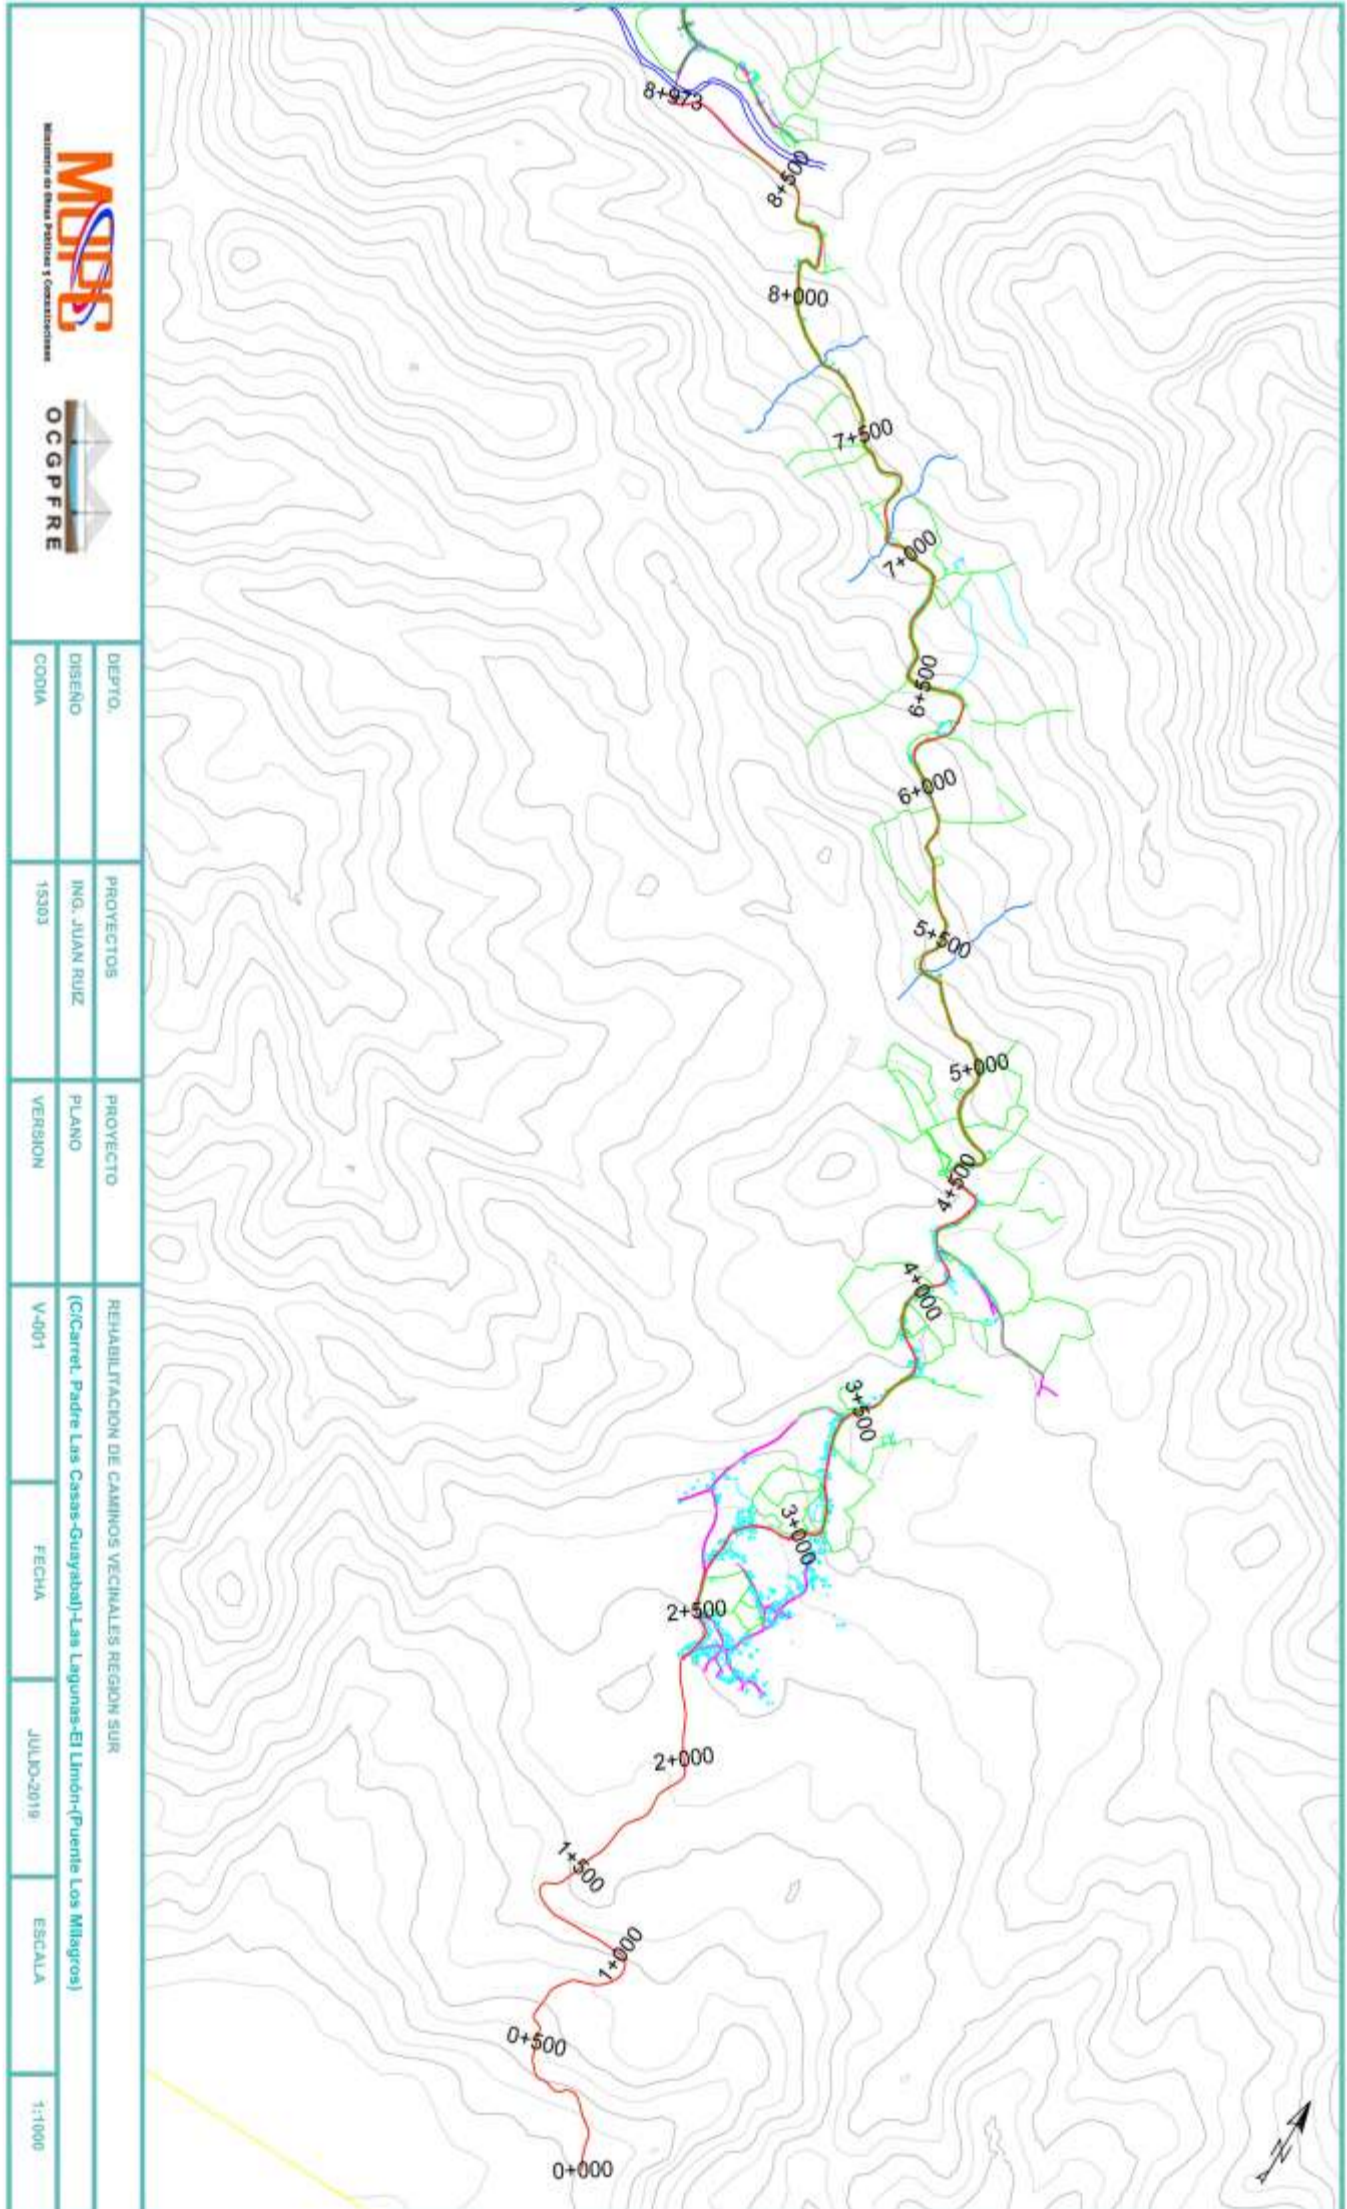 MOPC
Ministerio de Obras Públicas y Comunicaciones
OCGPFRE
DEPTO.
PROYECTOS
PROYECTO
REHABILITACION DE CAMINOS VECINALES REGION SUR
DISEÑO
ING. JUAN RUIZ
PLANO
(C/Carret. Padre Las Casas-Guayabal)-Las Lagunas-El Limón-(Puente Los Milagros)
CODIA
15303
VERSION
V-001
FECHA
JULIO-2019
ESCALA
1:1000
8+973
8+500
8+000
7+500
7+000
6+500
6+000
5+500
5+000
4+500
4+000
3+500
3+000
2+500
2+000
1+500
1+000
0+500
0+000
N